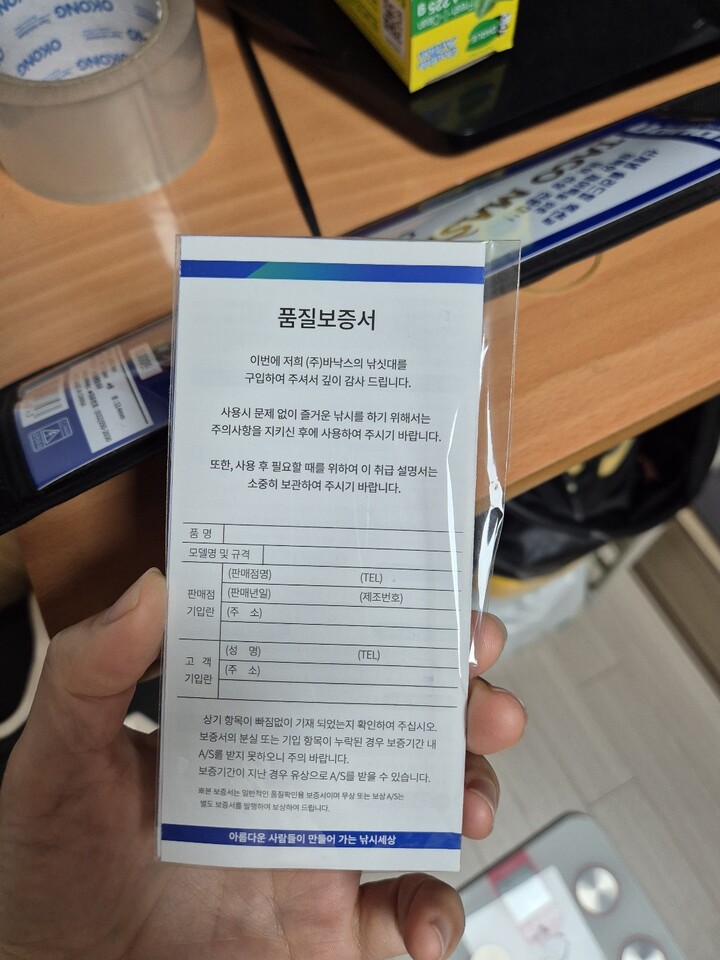 OKONG
OKONG
Fresh · Clean
225 g
TACO MAS
품질보증서
이번에 저희 (주)바낙스의 낚싯대를
구입하여 주셔서 깊이 감사 드립니다.
사용시 문제 없이 즐거운 낚시를 하기 위해서는
주의사항을 지키신 후에 사용하여 주시기 바랍니다.
또한, 사용 후 필요할 때를 위하여 이 취급 설명서는
소중히 보관하여 주시기 바랍니다.
품 명
모델명 및 규격
판매점
기입란
(판매점명) (TEL)
(판매년일) (제조번호)
(주 소)
고 객
기입란
(성 명) (TEL)
(주 소)
상기 항목이 빠짐없이 기재 되었는지 확인하여 주십시오.
보증서의 분실 또는 기입 항목이 누락된 경우 보증기간 내
A/S를 받지 못하오니 주의 바랍니다.
보증기간이 지난 경우 유상으로 A/S를 받을 수 있습니다.
※본 보증서는 일반적인 품질확인용 보증서이며 무상 또는 보상 A/S는
별도 보증서를 발행하여 보상하여 드립니다.
아름다운 사람들이 만들어 가는 낚시세상